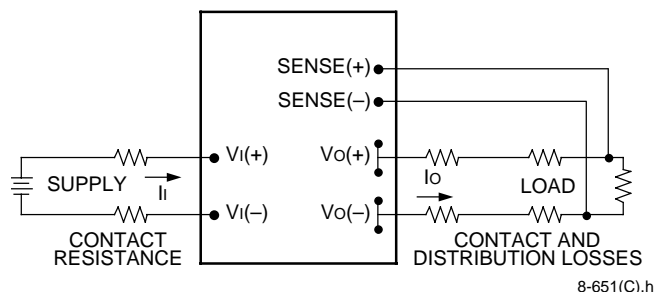 SENSE(+)
SENSE(–)
VI(+)
VO(+)
IO
SUPPLY
II
LOAD
VI(–)
VO(–)
CONTACT
RESISTANCE
CONTACT AND
DISTRIBUTION LOSSES
8-651(C).h